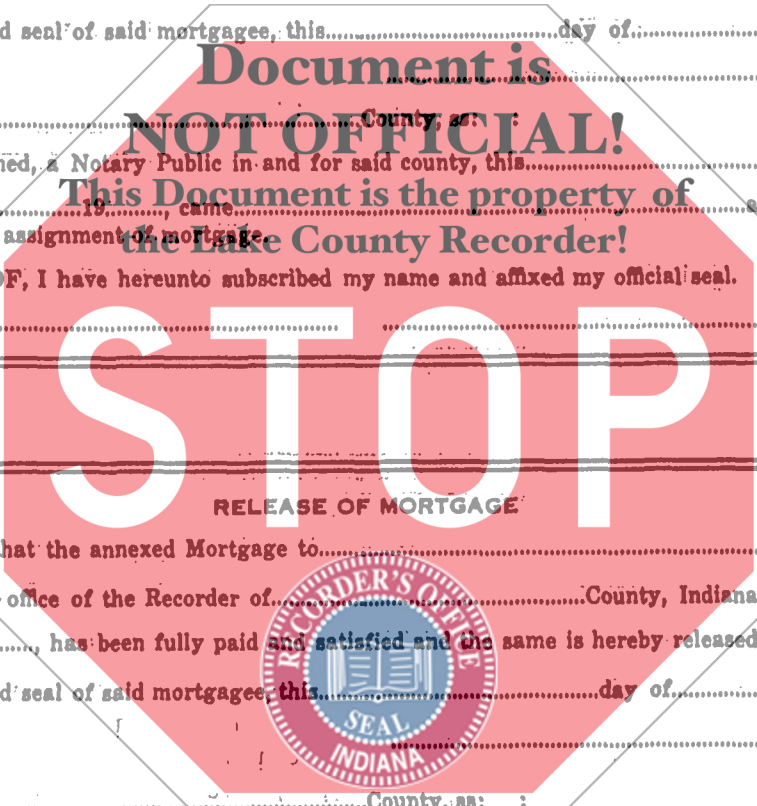 d seal of said mortgagee, this..........day of..........
Document is
County, ss:
NOT OFFICIAL!
ned, a Notary Public in and for said county, this..........
This Document is the property of
..........19........, came..........
assignment of mortgage.
the Lake County Recorder!
OF, I have hereunto subscribed my name and affixed my official seal.
STOP
RELEASE OF MORTGAGE
hat the annexed Mortgage to..........
office of the Recorder of..........County, Indiana
......, has been fully paid and satisfied and the same is hereby released
d seal of said mortgagee, this..........day of..........
RECORDER'S OFFICE
SEAL
INDIANA
County, ss: